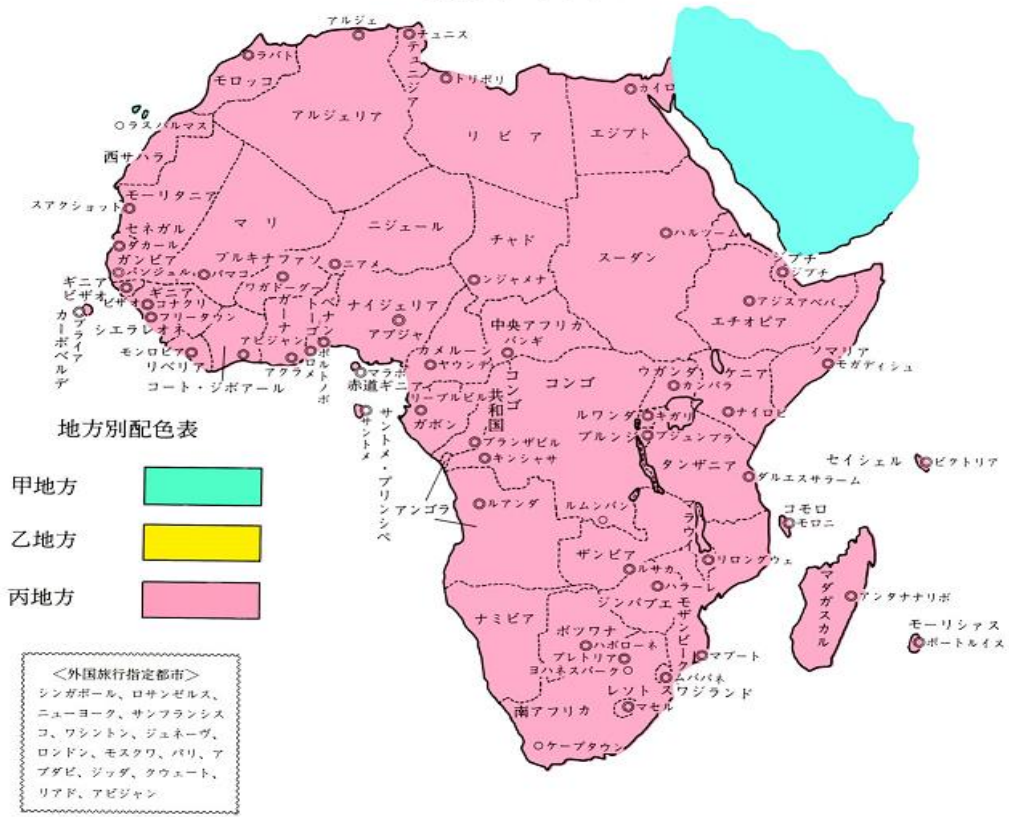 アルジェ
チュニス
ラバト
モロッコ
テュニジア
トリポリ
カイロ
アルジェリア
リビア
エジプト
○ラスパルマス
西サハラ
モーリタニア
スアクショット
マリ
ニジェール
チャド
スーダン
ハルツーム
セネガル
ダカール
ガンビア
バンジュル
バマコ
ブルキナファソ
ニアメ
ンジャメナ
ジブチ
ジブチ
ギニア
ビザオ
ビザオ
ギニア
コナクリ
ワガドーグー
ガーナ
トーゴ
ベナン
ナイジェリア
アブジャ
アジスアベバ
エチオピア
プライア
カーボベルデ
フリータウン
シエラレオネ
中央アフリカ
バンギ
モンロビア
リベリア
アビジャン
アクラ
ロメ
ポルトノボ
コート・ジボアール
カメルーン
ヤウンデ
ソマリア
モガディシュ
マラボ
赤道ギニア
コンゴ
共和国
コンゴ
ウガンダ
カンパラ
ケニア
リーブルビル
ガボン
サントメ
サントメ・プリンシペ
ルワンダ
キガリ
ナイロビ
ブルンジ
ブジュンブラ
ブランザビル
キンシャサ
タンザニア
ダルエスサラーム
セイシェル
ビクトリア
ルアンダ
アンゴラ
ルムンバシ
マラウイ
コモロ
モロニ
ザンビア
ルサカ
リロングウェ
ハラーレ
ジンバブエ
モザンビーク
マダガスカル
アンタナナリボ
ナミビア
ボツワナ
ハボローネ
プレトリア
ヨハネスバーク○
マプート
ムババネ
モーリシァス
ポートルイス
レソト
スワジランド
マセル
南アフリカ
○ケープタウン
地方別配色表
甲地方
乙地方
丙地方
＜外国旅行指定都市＞
シンガポール、ロサンゼルス、
ニューヨーク、サンフランシス
コ、ワシントン、ジュネーヴ、
ロンドン、モスクワ、パリ、ア
ブダビ、ジッダ、クウェート、
リアド、アビジャン